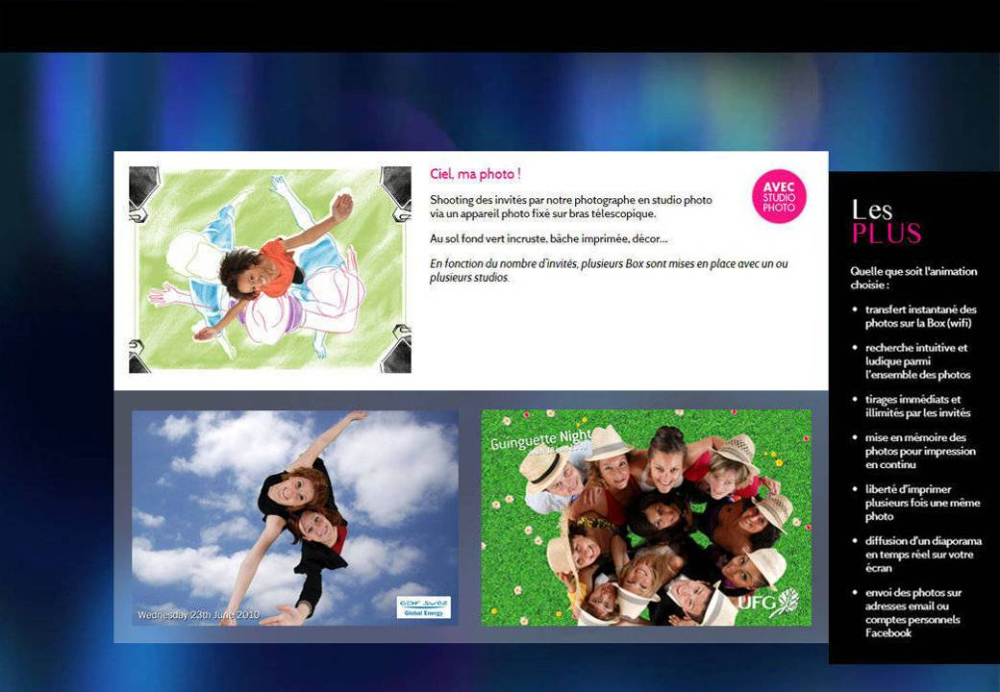 Ciel, ma photo !
AVEC
STUDIO
PHOTO
Shooting des invités par notre photographe en studio photo
via un appareil photo fixé sur bras télescopique.
Au sol fond vert incruste, bâche imprimée, décor...
En fonction du nombre d'invités, plusieurs Box sont mises en place avec un ou
plusieurs studios.
Wednesday 23th June 2010
GDF SUEZ
Global Energy
Guinguette Night
UFG
Les
PLUS
Quelle que soit l'animation
choisie :
• transfert instantané des
photos sur la Box (wifi)
• recherche intuitive et
ludique parmi
l'ensemble des photos
• tirages immédiats et
illimités par les invités
• mise en mémoire des
photos pour impression
en continu
• liberté d'imprimer
plusieurs fois une même
photo
• diffusion d'un diaporama
en temps réel sur votre
écran
• envoi des photos sur
adresses email ou
comptes personnels
Facebook